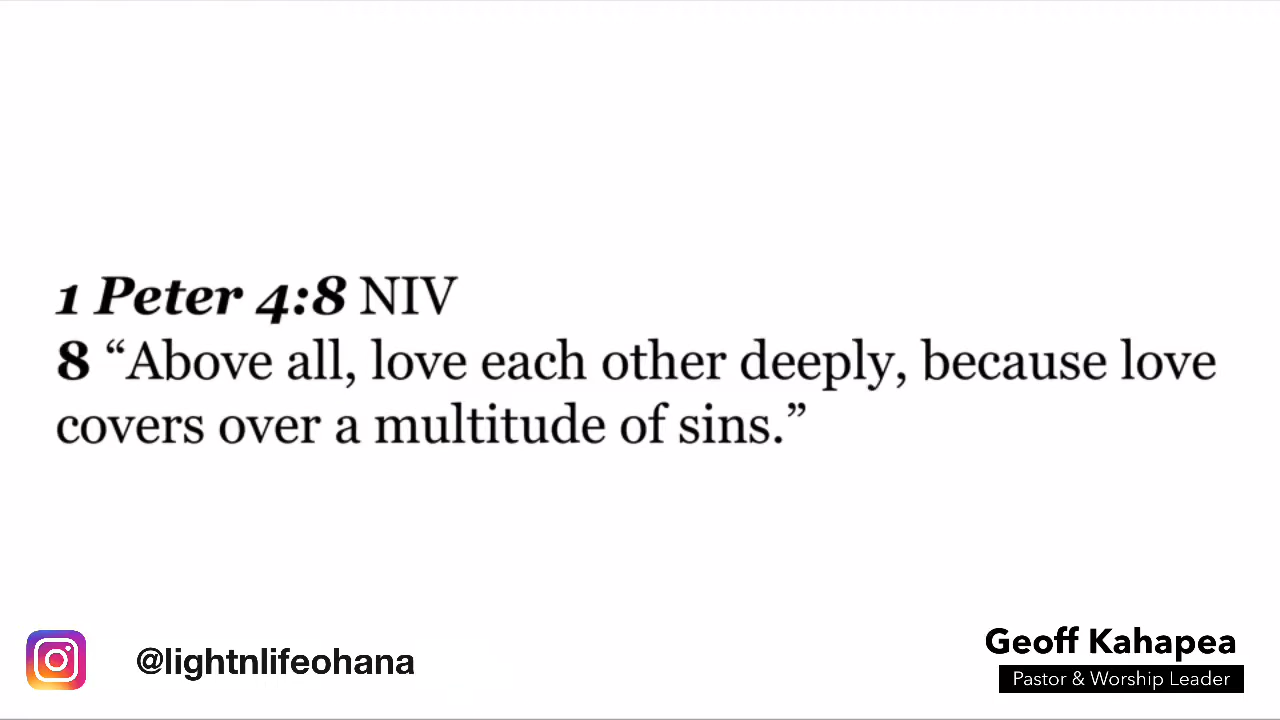 1 Peter 4:8 NIV
8 “Above all, love each other deeply, because love
covers over a multitude of sins.”
@lightnlifeohana
Geoff Kahapea
Pastor & Worship Leader